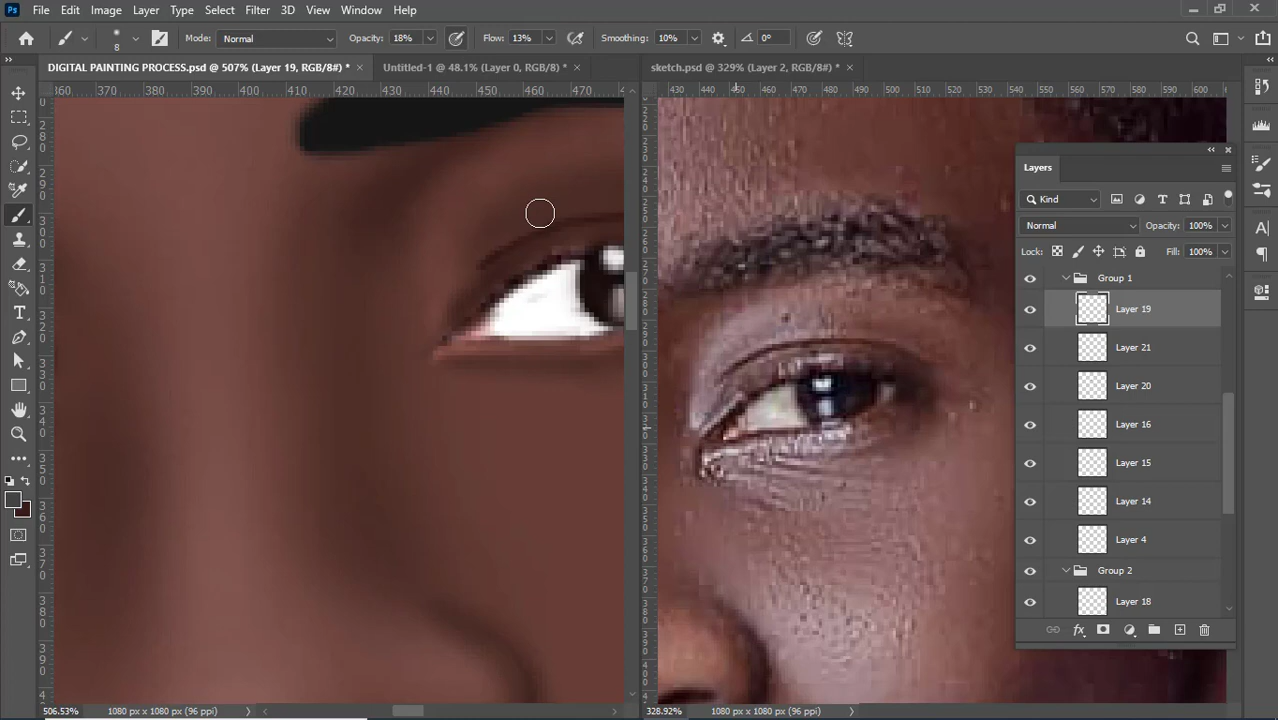 Ps File Edit Image Layer Type Select Filter 3D View Window Help
8 Mode: Normal Opacity: 18% Flow: 13% Smoothing: 10% 0°
DIGITAL PAINTING PROCESS.psd @ 507% (Layer 19, RGB/8#) * × Untitled-1 @ 48.1% (Layer 0, RGB/8) * × sketch.psd @ 329% (Layer 2, RGB/8#) * ×
360 370 380 390 400 410 420 430 440 450 460 470 430 440 450 460 470 480 490 500 510 520 530 540 550 560 570 580 590 600
Layers
Kind
Normal Opacity: 100%
Lock: Fill: 100%
Group 1
Layer 19
Layer 21
Layer 20
Layer 16
Layer 15
Layer 14
Layer 4
Group 2
Layer 18
506.53% 1080 px x 1080 px (96 ppi) 328.92% 1080 px x 1080 px (96 ppi)